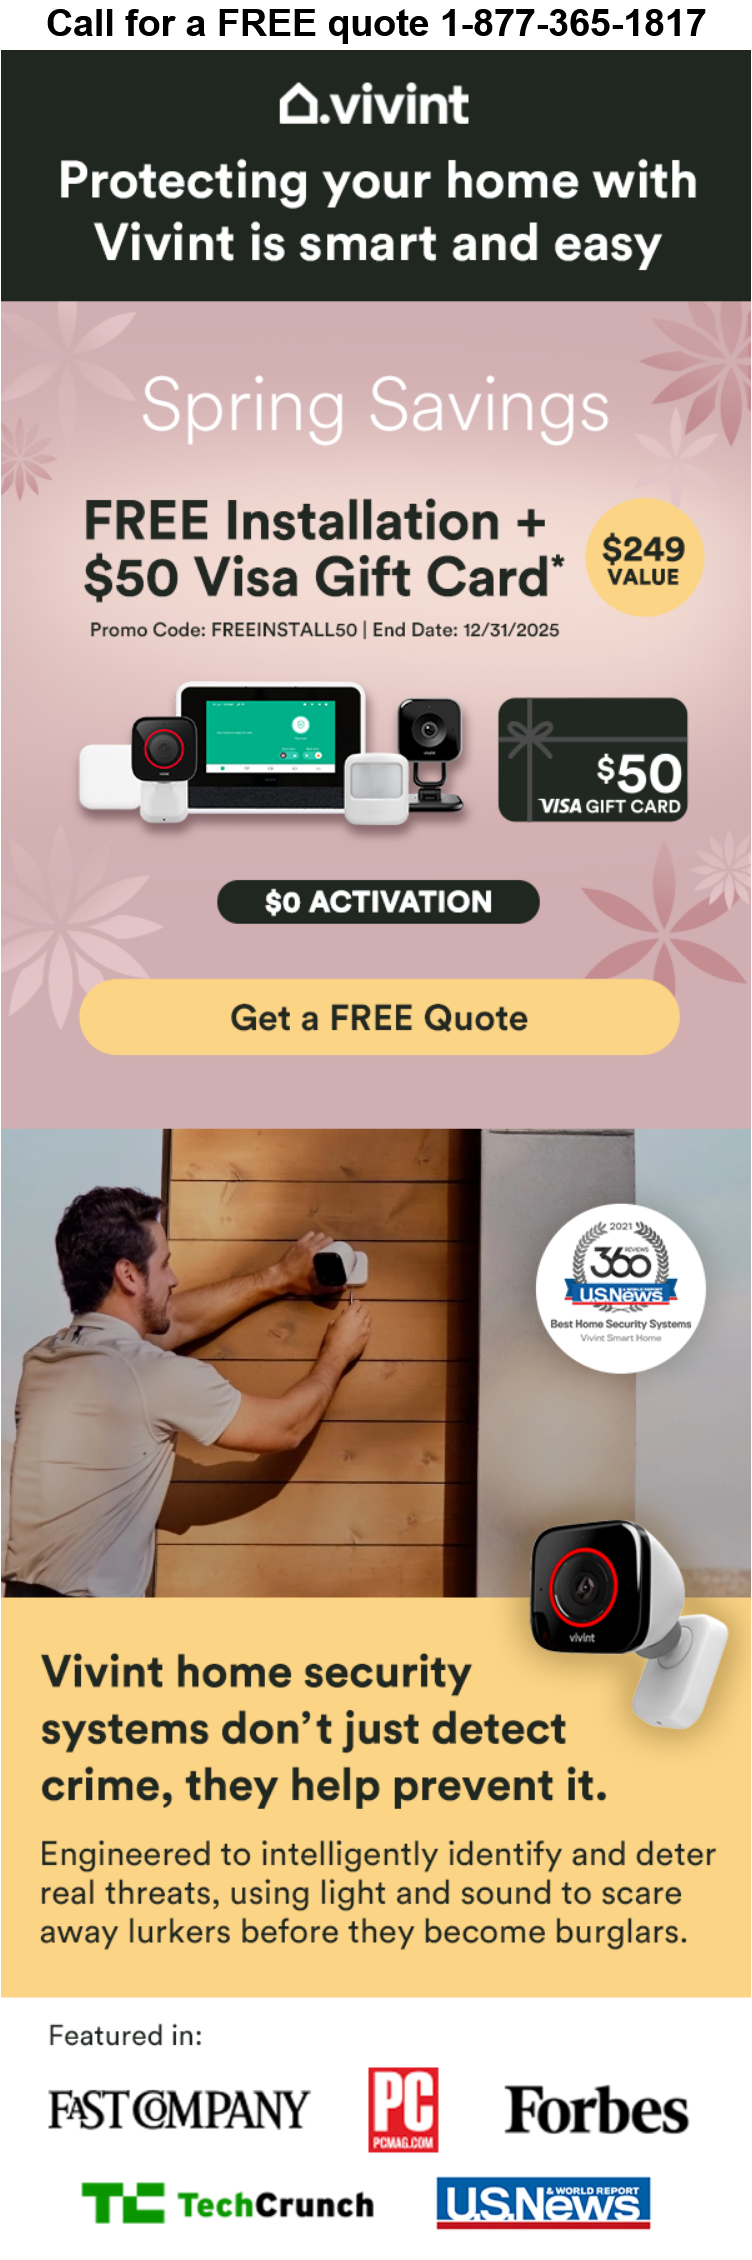 Call for a FREE quote 1-877-365-1817
vivint
Protecting your home with
Vivint is smart and easy
Spring Savings
FREE Installation +
$50 Visa Gift Card*
$249
VALUE
Promo Code: FREEINSTALL50 | End Date: 12/31/2025
$50
VISA GIFT CARD
$0 ACTIVATION
Get a FREE Quote
2021
360
REVIEWS
U.S.News
& WORLD REPORT
Best Home Security Systems
Vivint Smart Home
vivint
Vivint home security
systems don't just detect
crime, they help prevent it.
Engineered to intelligently identify and deter
real threats, using light and sound to scare
away lurkers before they become burglars.
Featured in:
FAST COMPANY
PC
PCMAG.COM
Forbes
TC TechCrunch
U.S.News
& WORLD REPORT